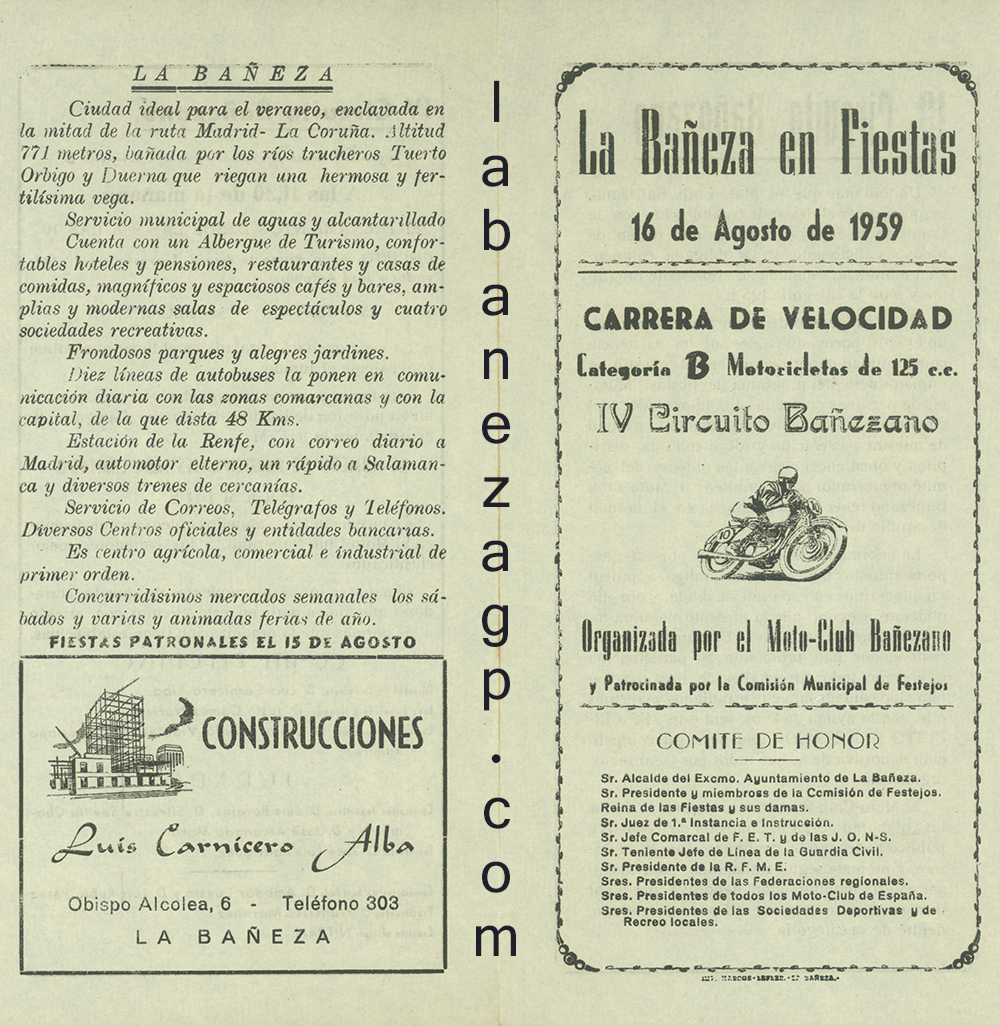 LA BAÑEZA
Ciudad ideal para el veraneo, enclavada en
la mitad de la ruta Madrid- La Coruña. Altitud
771 metros, bañada por los ríos trucheros Tuerto
Orbigo y Duerna que riegan una hermosa y fer-
tilísima vega.
Servicio municipal de aguas y alcantarillado
Cuenta con un Albergue de Turismo, confor-
tables hoteles y pensiones, restaurantes y casas de
comidas, magníficos y espaciosos cafés y bares, am-
plias y modernas salas de espectáculos y cuatro
sociedades recreativas.
Frondosos parques y alegres jardines.
Diez líneas de autobuses la ponen en comu-
nicación diaria con las zonas comarcanas y con la
capital, de la que dista 48 Kms.
Estación de la Renfe, con correo diario a
Madrid, automotor elterno, un rápido a Salaman-
ca y diversos trenes de cercanías.
Servicio de Correos, Telégrafos y Teléfonos.
Diversos Centros oficiales y entidades bancarias.
Es centro agrícola, comercial e industrial de
primer orden.
Concurridisimos mercados semanales los sá-
bados y varias y animadas ferias de año.
FIESTAS PATRONALES EL 15 DE AGOSTO
CONSTRUCCIONES
Luis Carnicero Alba
Obispo Alcolea, 6 - Teléfono 303
LA BAÑEZA
labanezagp.com
La Bañeza en Fiestas
16 de Agosto de 1959
CARRERA DE VELOCIDAD
Categoría B Motocicletas de 125 c.c.
IV Circuito Bañezano
10
Organizada por el Moto-Club Bañezano
y Patrocinada por la Comisión Municipal de Festejos
COMITE DE HONOR
Sr. Alcalde del Excmo. Ayuntamiento de La Bañeza.
Sr. Presidente y miembross de la Comisión de Festejos.
Reina de las Fiestas y sus damas.
Sr. Juez de 1.ª Instancia e Instrucción.
Sr. Jefe Comarcal de F. E. T. y de las J. O. N-S.
Sr. Teniente Jefe de Línea de la Guardia Civil.
Sr. Presidente de la R. F. M. E.
Sres. Presidentes de las Federaciones regionales.
Sres. Presidentes de todos los Moto-Club de España.
Sres. Presidentes de las Sociedades Deportivas y de
Recreo locales.